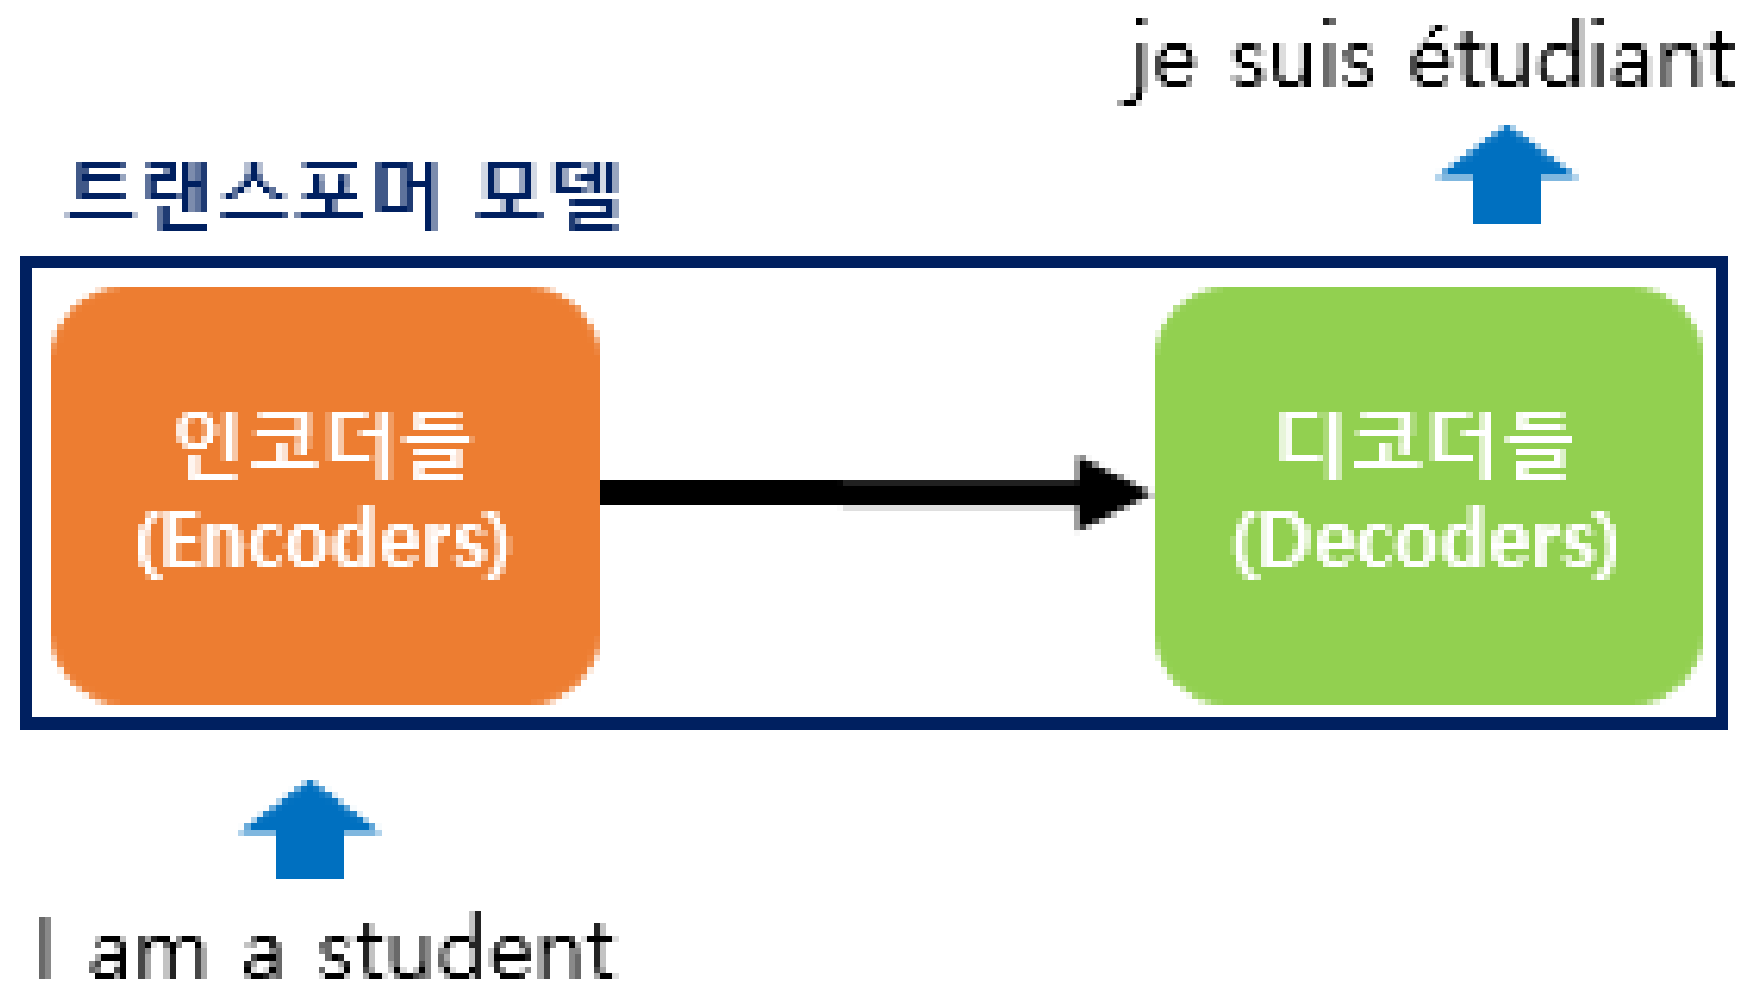 je suis étudiant
트랜스포머 모델
인코더들
(Encoders)
디코더들
(Decoders)
I am a student